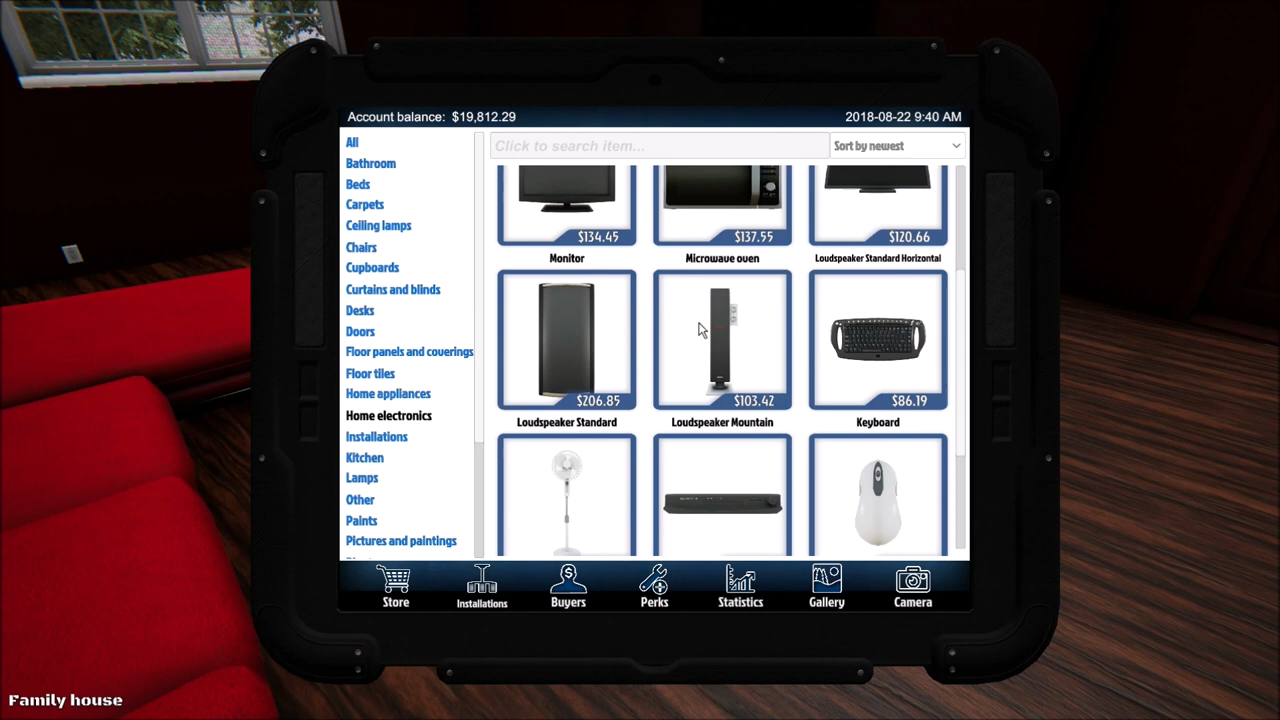 Account balance: $19,812.29
2018-08-22 9:40 AM
All
Bathroom
Beds
Carpets
Ceiling lamps
Chairs
Cupboards
Curtains and blinds
Desks
Doors
Floor panels and coverings
Floor tiles
Home appliances
Home electronics
Installations
Kitchen
Lamps
Other
Paints
Pictures and paintings
Click to search item...
Sort by newest
$134.45
$137.55
$120.66
Monitor
Microwave oven
Loudspeaker Standard Horizontal
$206.85
$103.42
$86.19
Loudspeaker Standard
Loudspeaker Mountain
Keyboard
Store
Installations
Buyers
Perks
Statistics
Gallery
Camera
Family house